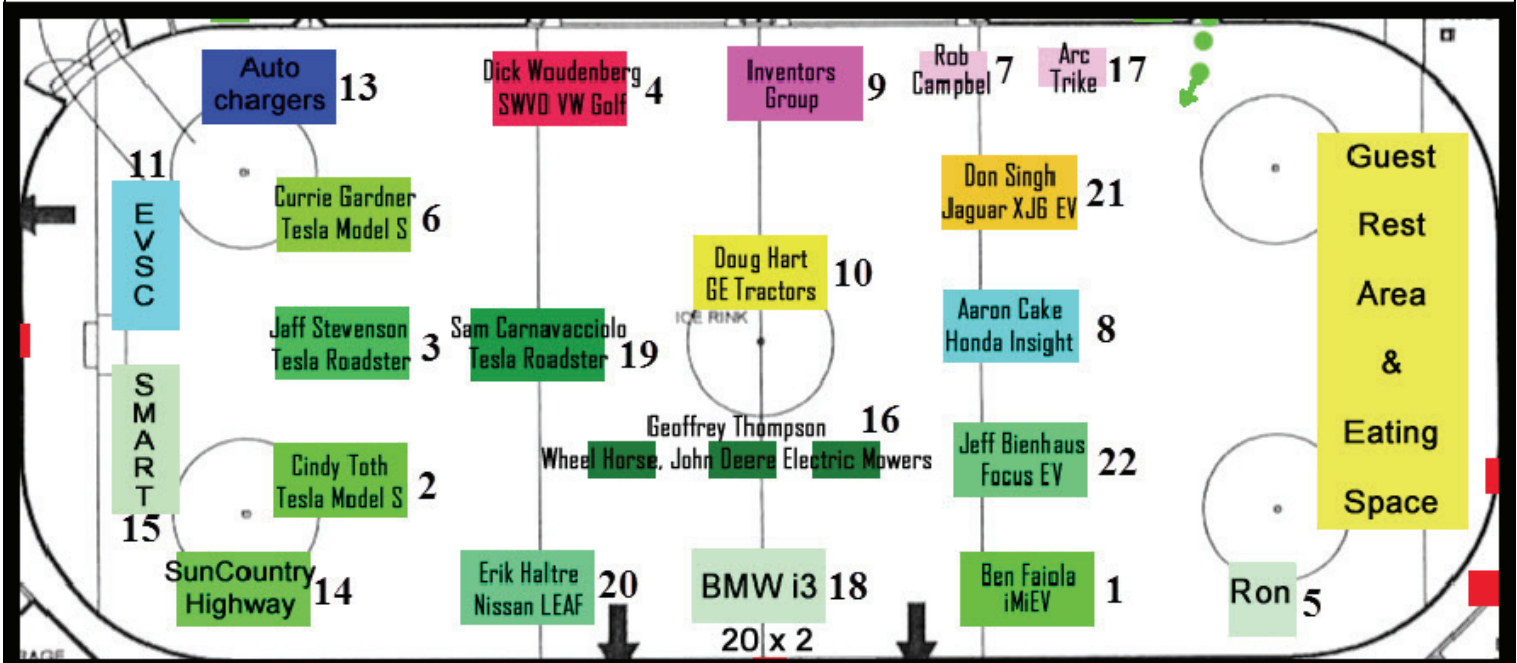 Auto
chargers
13
Dick Woudenberg
SWVO VW Golf
4
Inventors
Group
9
Rob
Campbel
7
Arc
Trike
17
11
EVSC
Currie Gardner
Tesla Model S
6
Don Singh
Jaguar XJ6 EV
21
Guest
Rest
Area
&
Eating
Space
Doug Hart
GE Tractors
10
ICE RINK
Jaff Stevenson
Tesla Roadster
3
Sam Carnavacciolo
Tesla Roadster
19
Aaron Cake
Honda Insight
8
SMART
15
Cindy Toth
Tesla Model S
2
Geoffrey Thompson
16
Wheel Horse, John Deere Electric Mowers
Jeff Bienhaus
Focus EV
22
SunCountry
Highway
14
Erik Haltre
Nissan LEAF
20
BMW i3
18
20 x 2
Ben Faiola
iMiEV
1
Ron
5